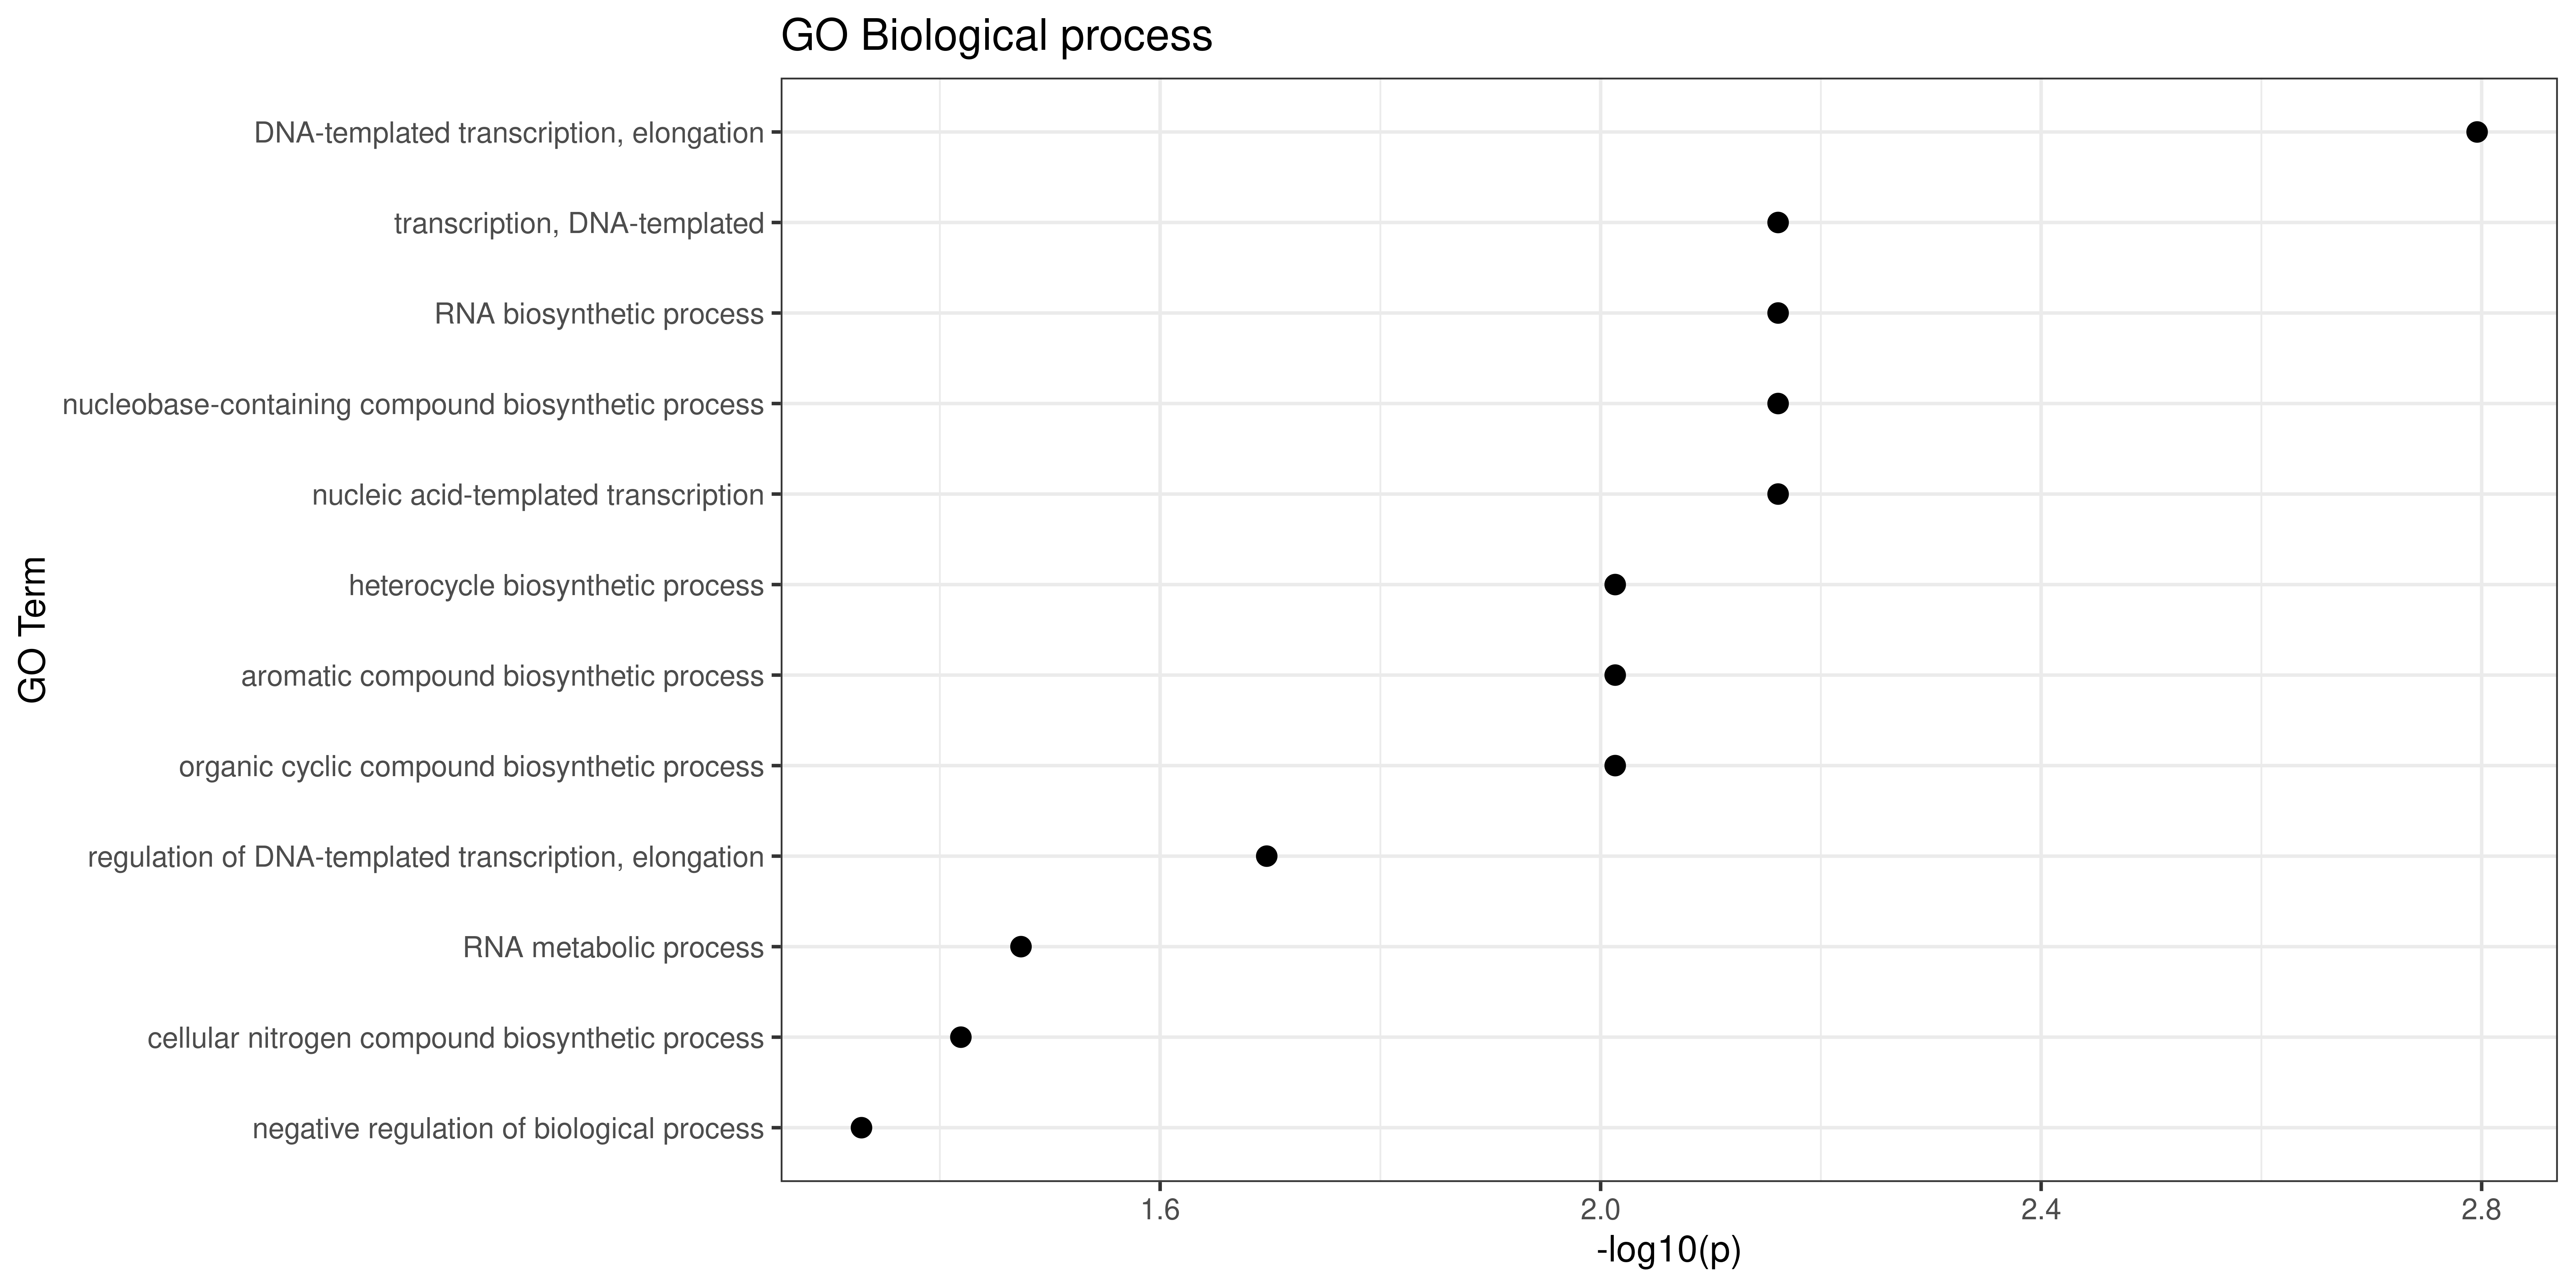 GO Biological process
DNA-templated transcription, elongation
transcription, DNA-templated
RNA biosynthetic process
nucleobase-containing compound biosynthetic process
nucleic acid-templated transcription
heterocycle biosynthetic process
aromatic compound biosynthetic process
organic cyclic compound biosynthetic process
regulation of DNA-templated transcription, elongation
RNA metabolic process
cellular nitrogen compound biosynthetic process
negative regulation of biological process
GO Term
1.6 2.0 2.4 2.8
-log10(p)